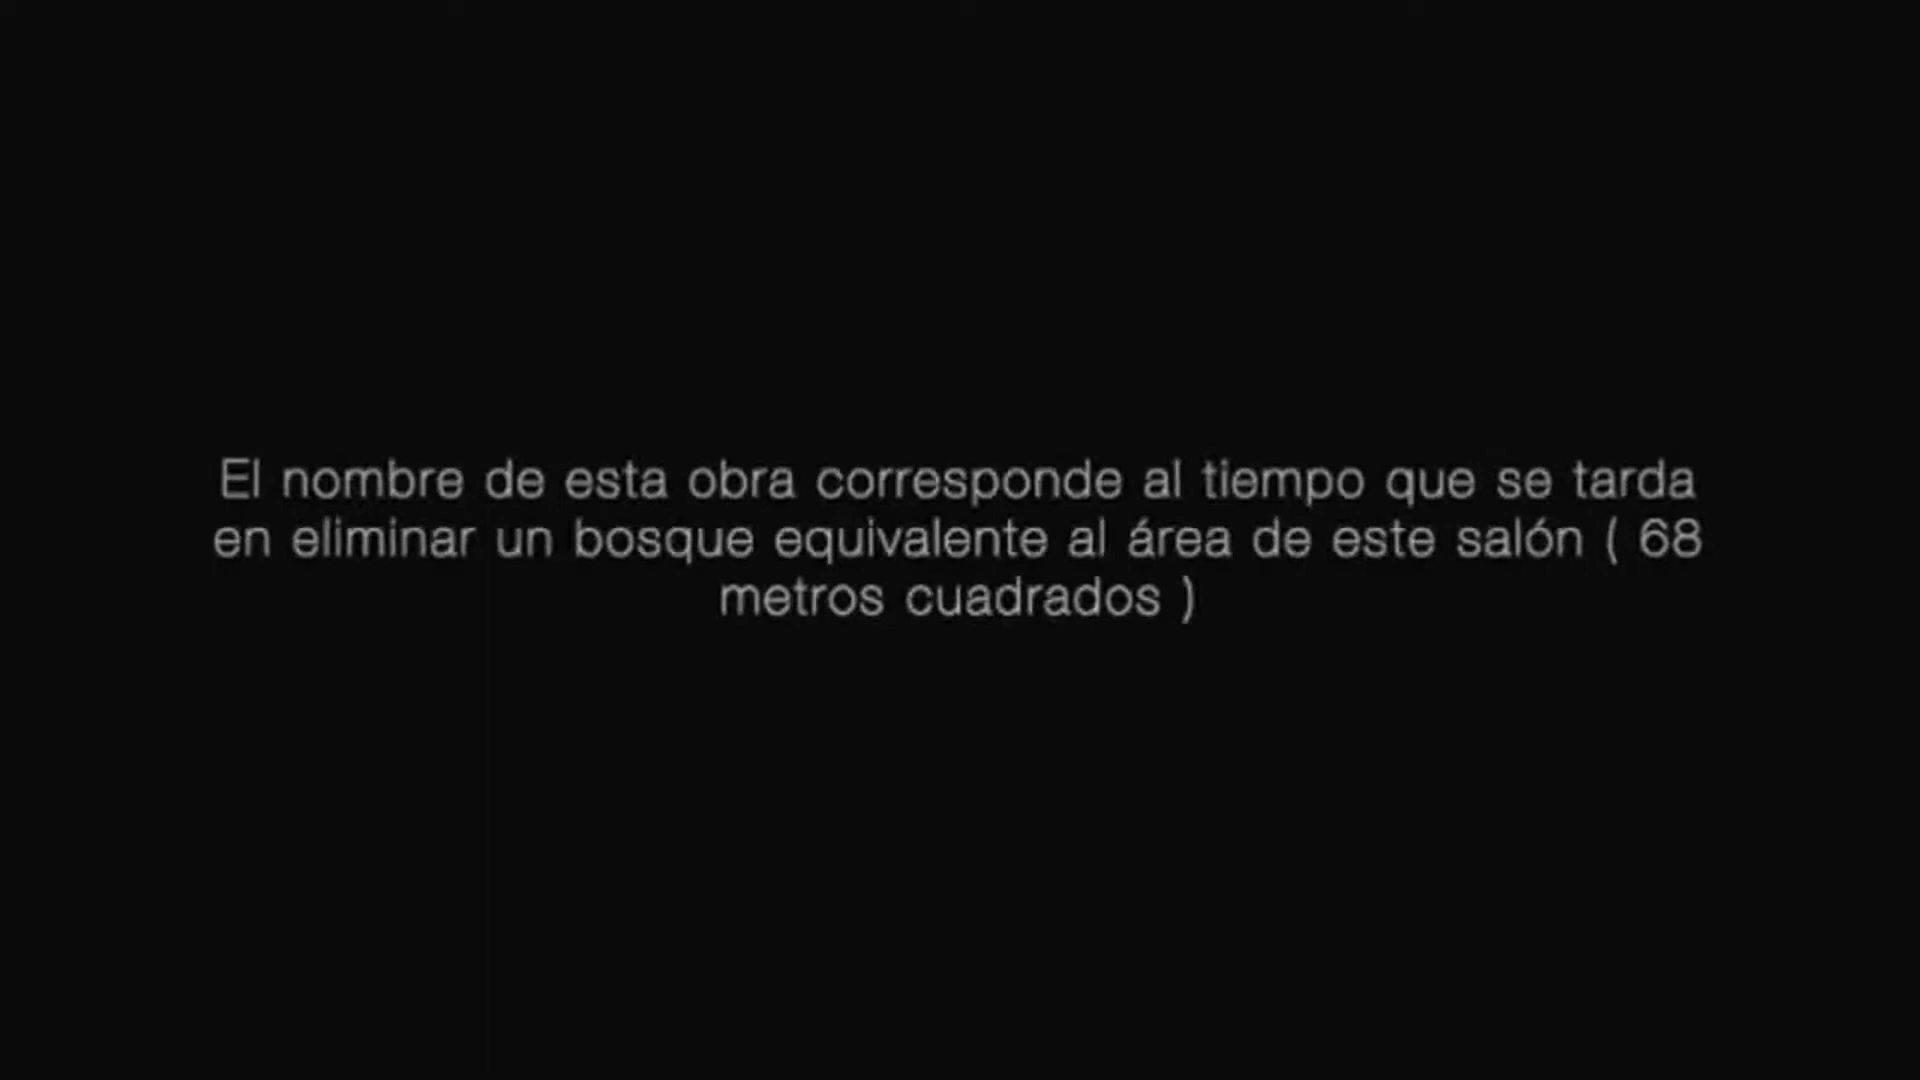 El nombre de esta obra corresponde al tiempo que se tarda
en eliminar un bosque equivalente al área de este salón ( 68
metros cuadrados )